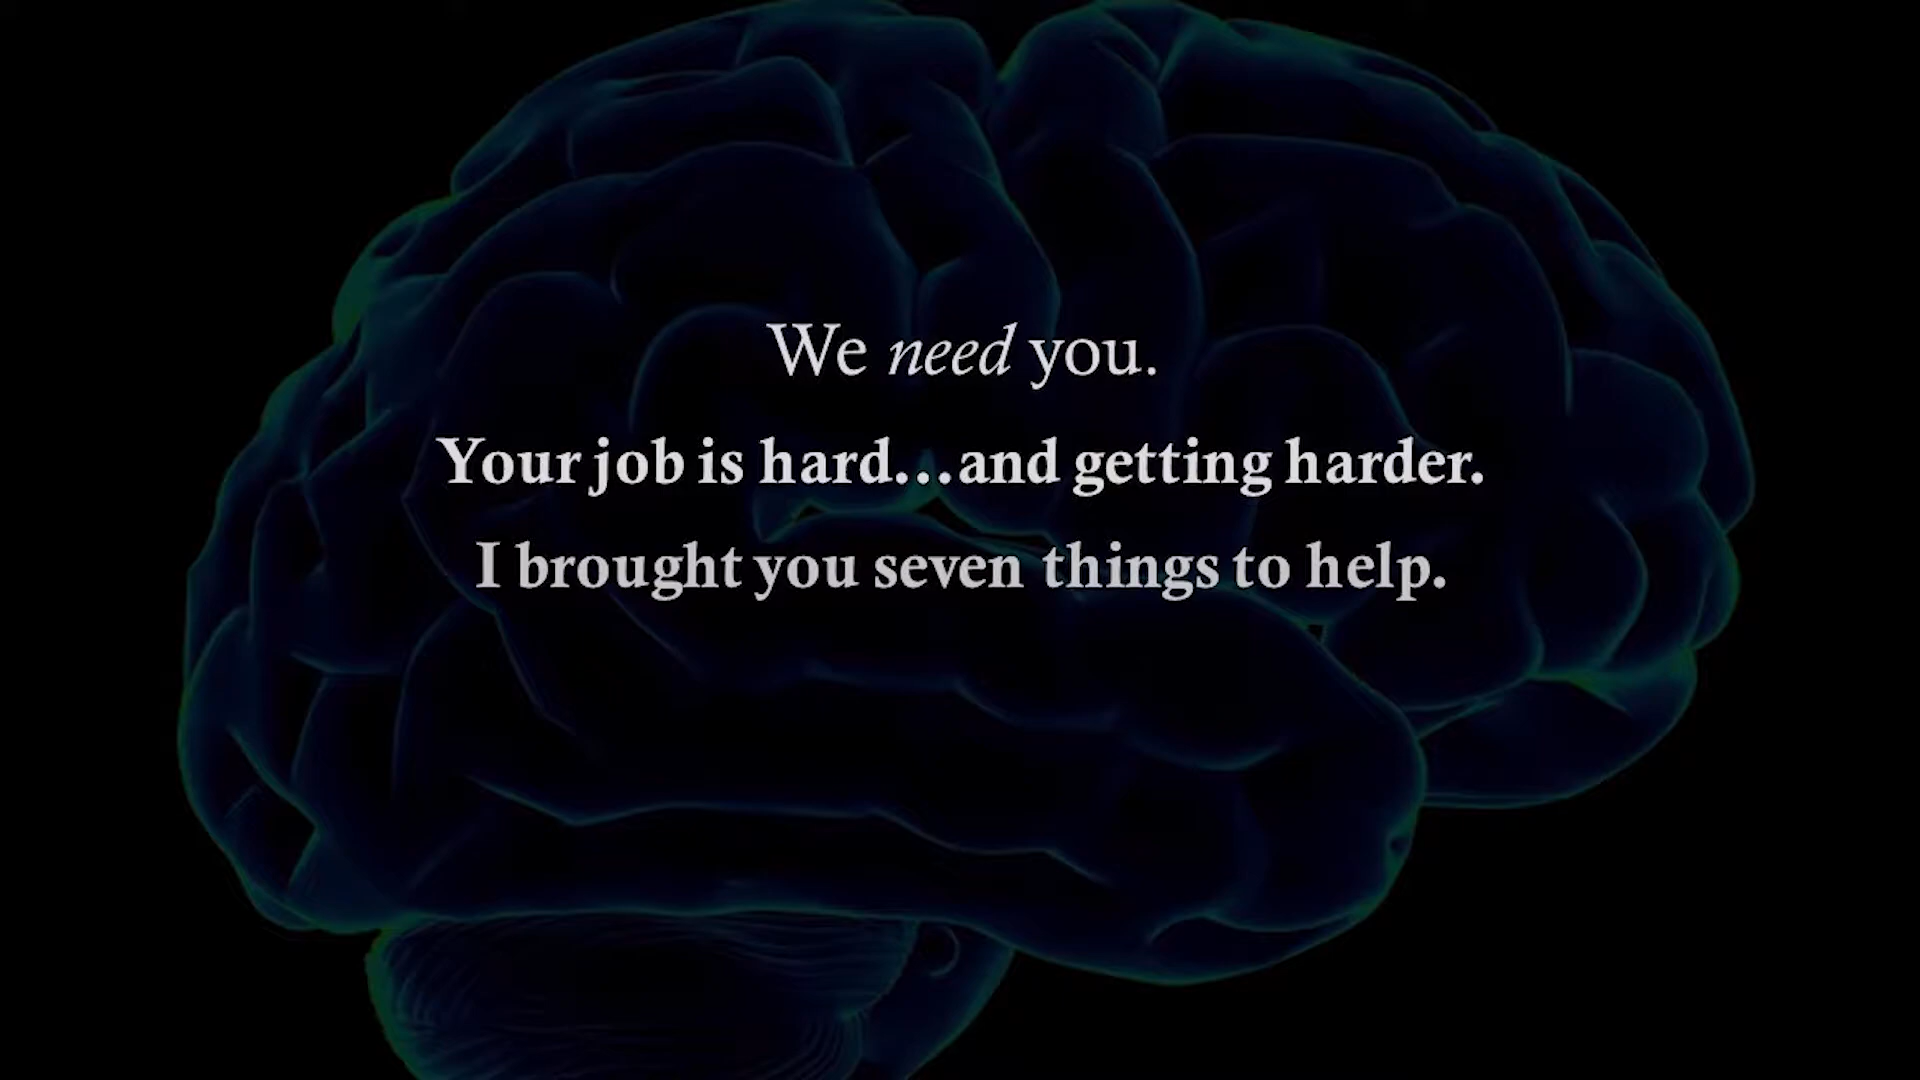 We need you.
Your job is hard...and getting harder.
I brought you seven things to help.